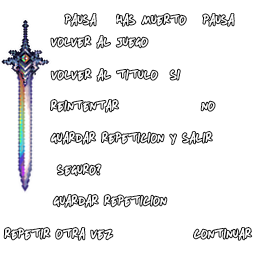 PAUSA HAS MUERTO PAUSA
VOLVER AL JUEGO
VOLVER AL TITULO SI
REINTENTAR NO
GUARDAR REPETICION Y SALIR
SEGURO?
GUARDAR REPETICION
REPETIR OTRA VEZ CONTINUAR